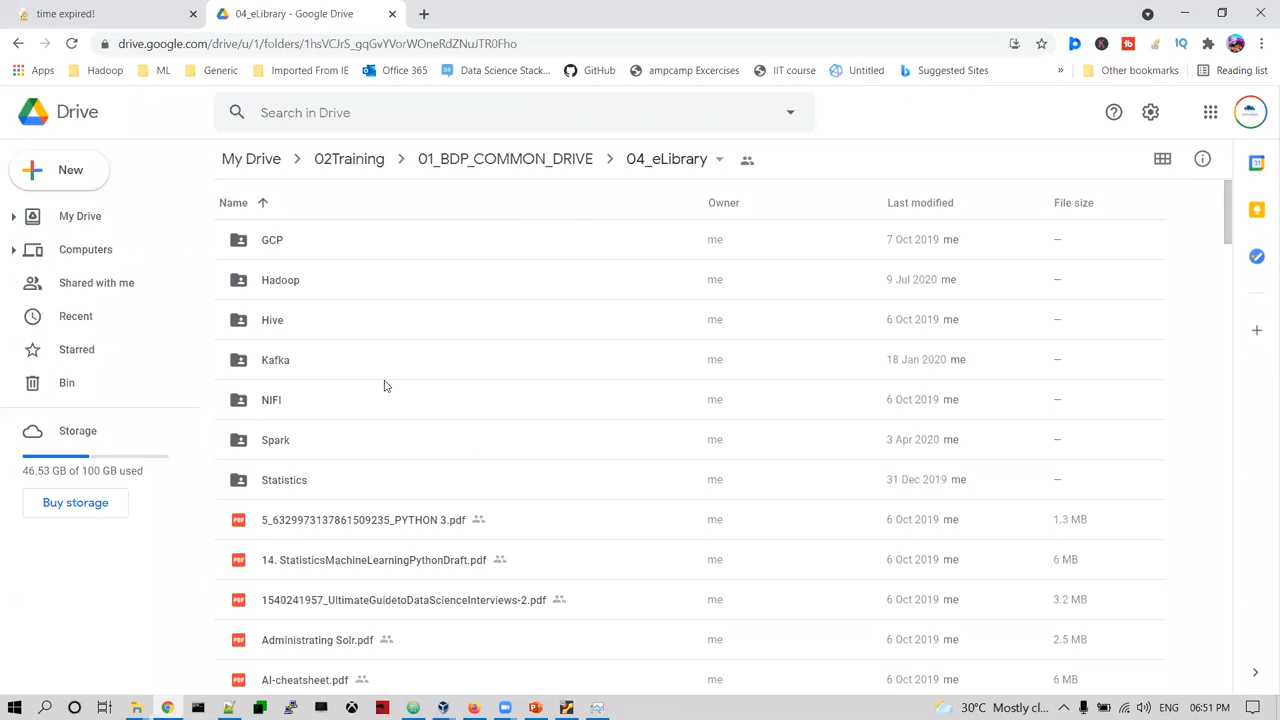 time expired!
04_eLibrary - Google Drive
drive.google.com/drive/u/1/folders/1hsVCJrS_gqGvYVorWOneRdZNuJTR0Fho
Apps
Hadoop
ML
Generic
Imported From IE
Office 365
Data Science Stack...
GitHub
ampcamp Excercises
IIT course
Untitled
Suggested Sites
»
Other bookmarks
Reading list
Drive
Search in Drive
New
My Drive
Computers
Shared with me
Recent
Starred
Bin
Storage
46.53 GB of 100 GB used
Buy storage
My Drive > 02Training > 01_BDP_COMMON_DRIVE > 04_eLibrary
Name Owner Last modified File size
GCP me 7 Oct 2019 me –
Hadoop me 9 Jul 2020 me –
Hive me 6 Oct 2019 me –
Kafka me 18 Jan 2020 me –
NIFI me 6 Oct 2019 me –
Spark me 3 Apr 2020 me –
Statistics me 31 Dec 2019 me –
PDF 5_6329973137861509235_PYTHON 3.pdf me 6 Oct 2019 me 1.3 MB
PDF 14. StatisticsMachineLearningPythonDraft.pdf me 6 Oct 2019 me 6 MB
PDF 1540241957_UltimateGuidetoDataScienceInterviews-2.pdf me 6 Oct 2019 me 3.2 MB
PDF Administrating Solr.pdf me 6 Oct 2019 me 2.5 MB
PDF AI-cheatsheet.pdf me 6 Oct 2019 me 6 MB
30°C Mostly cl...
ENG
06:51 PM